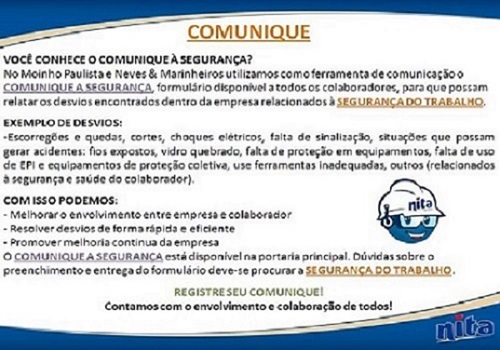 COMUNIQUE
VOCÊ CONHECE O COMUNIQUE À SEGURANÇA?
No Moinho Paulista e Neves & Marinheiros utilizamos como ferramenta de comunicação o
COMUNIQUE A SEGURANÇA, formulário disponível a todos os colaboradores, para que possam
relatar os desvios encontrados dentro da empresa relacionados à SEGURANÇA DO TRABALHO.
EXEMPLO DE DESVIOS:
-Escorregões e quedas, cortes, choques elétricos, falta de sinalização, situações que possam
gerar acidentes: fios expostos, vidro quebrado, falta de proteção em equipamentos, falta de uso
de EPI e equipamentos de proteção coletiva, use ferramentas inadequadas, outros (relacionados
à segurança e saúde do colaborador).
COM ISSO PODEMOS:
- Melhorar o envolvimento entre empresa e colaborador
- Resolver desvios de forma rápida e eficiente
- Promover melhoria continua da empresa
nita
O COMUNIQUE A SEGURANÇA está disponível na portaria principal. Dúvidas sobre o
preenchimento e entrega do formulário deve-se procurar a SEGURANÇA DO TRABALHO.
REGISTRE SEU COMUNIQUE!
Contamos com o envolvimento e colaboração de todos!
nita